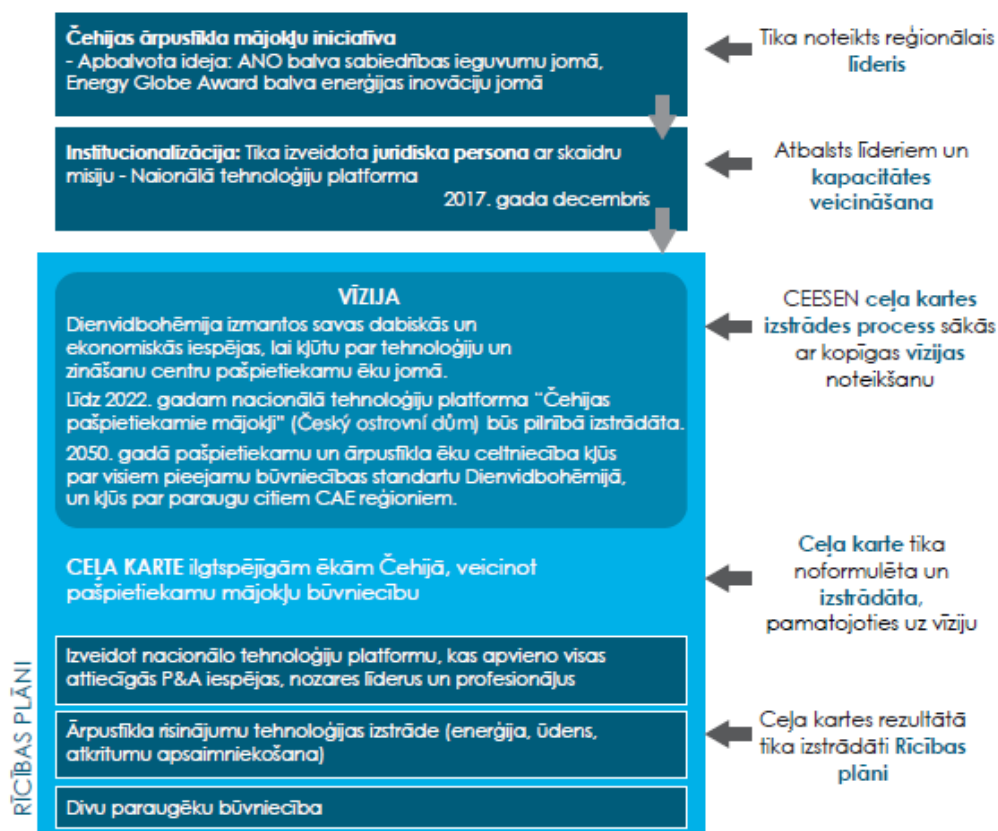 Čehijas ārpustīkla mājokļu iniciatīva
- Apbalvota ideja: ANO balva sabiedrības ieguvumu jomā,
Energy Globe Award balva enerģijas inovāciju jomā
Tika noteikts reģionālais
līderis
Institucionalizācija: Tika izveidota juridiska persona ar skaidru
misiju - Naionālā tehnoloģiju platforma
2017. gada decembris
Atbalsts līderiem un
kapacitātes
veicināšana
VĪZIJA
Dienvidbohēmija izmantos savas dabiskās un
ekonomiskās iespējas, lai kļūtu par tehnoloģiju un
zināšanu centru pašpietiekamu ēku jomā.
Līdz 2022. gadam nacionālā tehnoloģiju platforma "Čehijas
pašpietiekamie mājokļi" (Český ostrovní dům) būs pilnībā izstrādāta.
2050. gadā pašpietiekamu un ārpustīkla ēku celtniecība kļūs
par visiem pieejamu būvniecības standartu Dienvidbohēmijā,
un kļūs par paraugu citiem CAE reģioniem.
CEESEN ceļa kartes
izstrādes process sākās
ar kopīgas vīzijas
noteikšanu
CEĻA KARTE ilgtspējīgām ēkām Čehijā, veicinot
pašpietiekamu mājokļu būvniecību
Ceļa karte tika
noformulēta un
izstrādāta,
pamatojoties uz vīziju
RĪCĪBAS PLĀNI
Izveidot nacionālo tehnoloģiju platformu, kas apvieno visas
attiecīgās P&A iespējas, nozares līderus un profesionāļus
Ārpustīkla risinājumu tehnoloģijas izstrāde (enerģija, ūdens,
atkritumu apsaimniekošana)
Divu paraugēku būvniecība
Ceļa kartes rezultātā
tika izstrādāti Rīcības
plāni